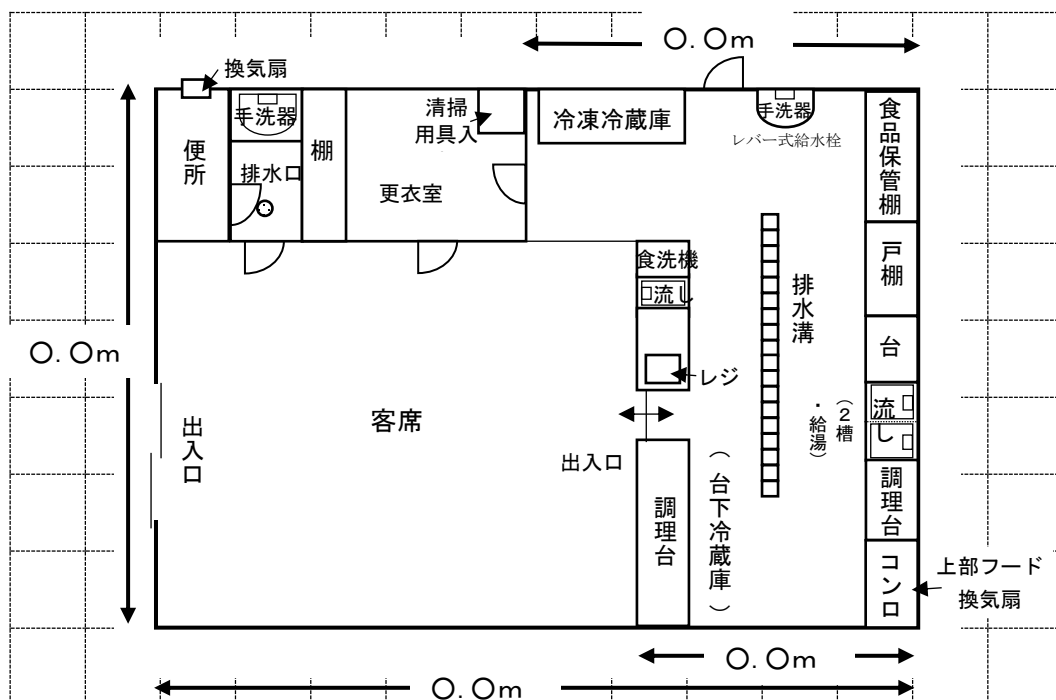 〇.〇m
換気扇
手洗器
便所
排水口
棚
清掃
用具入
更衣室
冷凍冷蔵庫
手洗器
レバー式給水栓
食品保管棚
戸棚
台
流し
(2槽
・給湯)
調理台
コンロ
上部フード
換気扇
食洗機
流し
レジ
排水溝
〇.〇m
出入口
客席
出入口
調理台
(台下冷蔵庫)
〇.〇m
〇.〇m